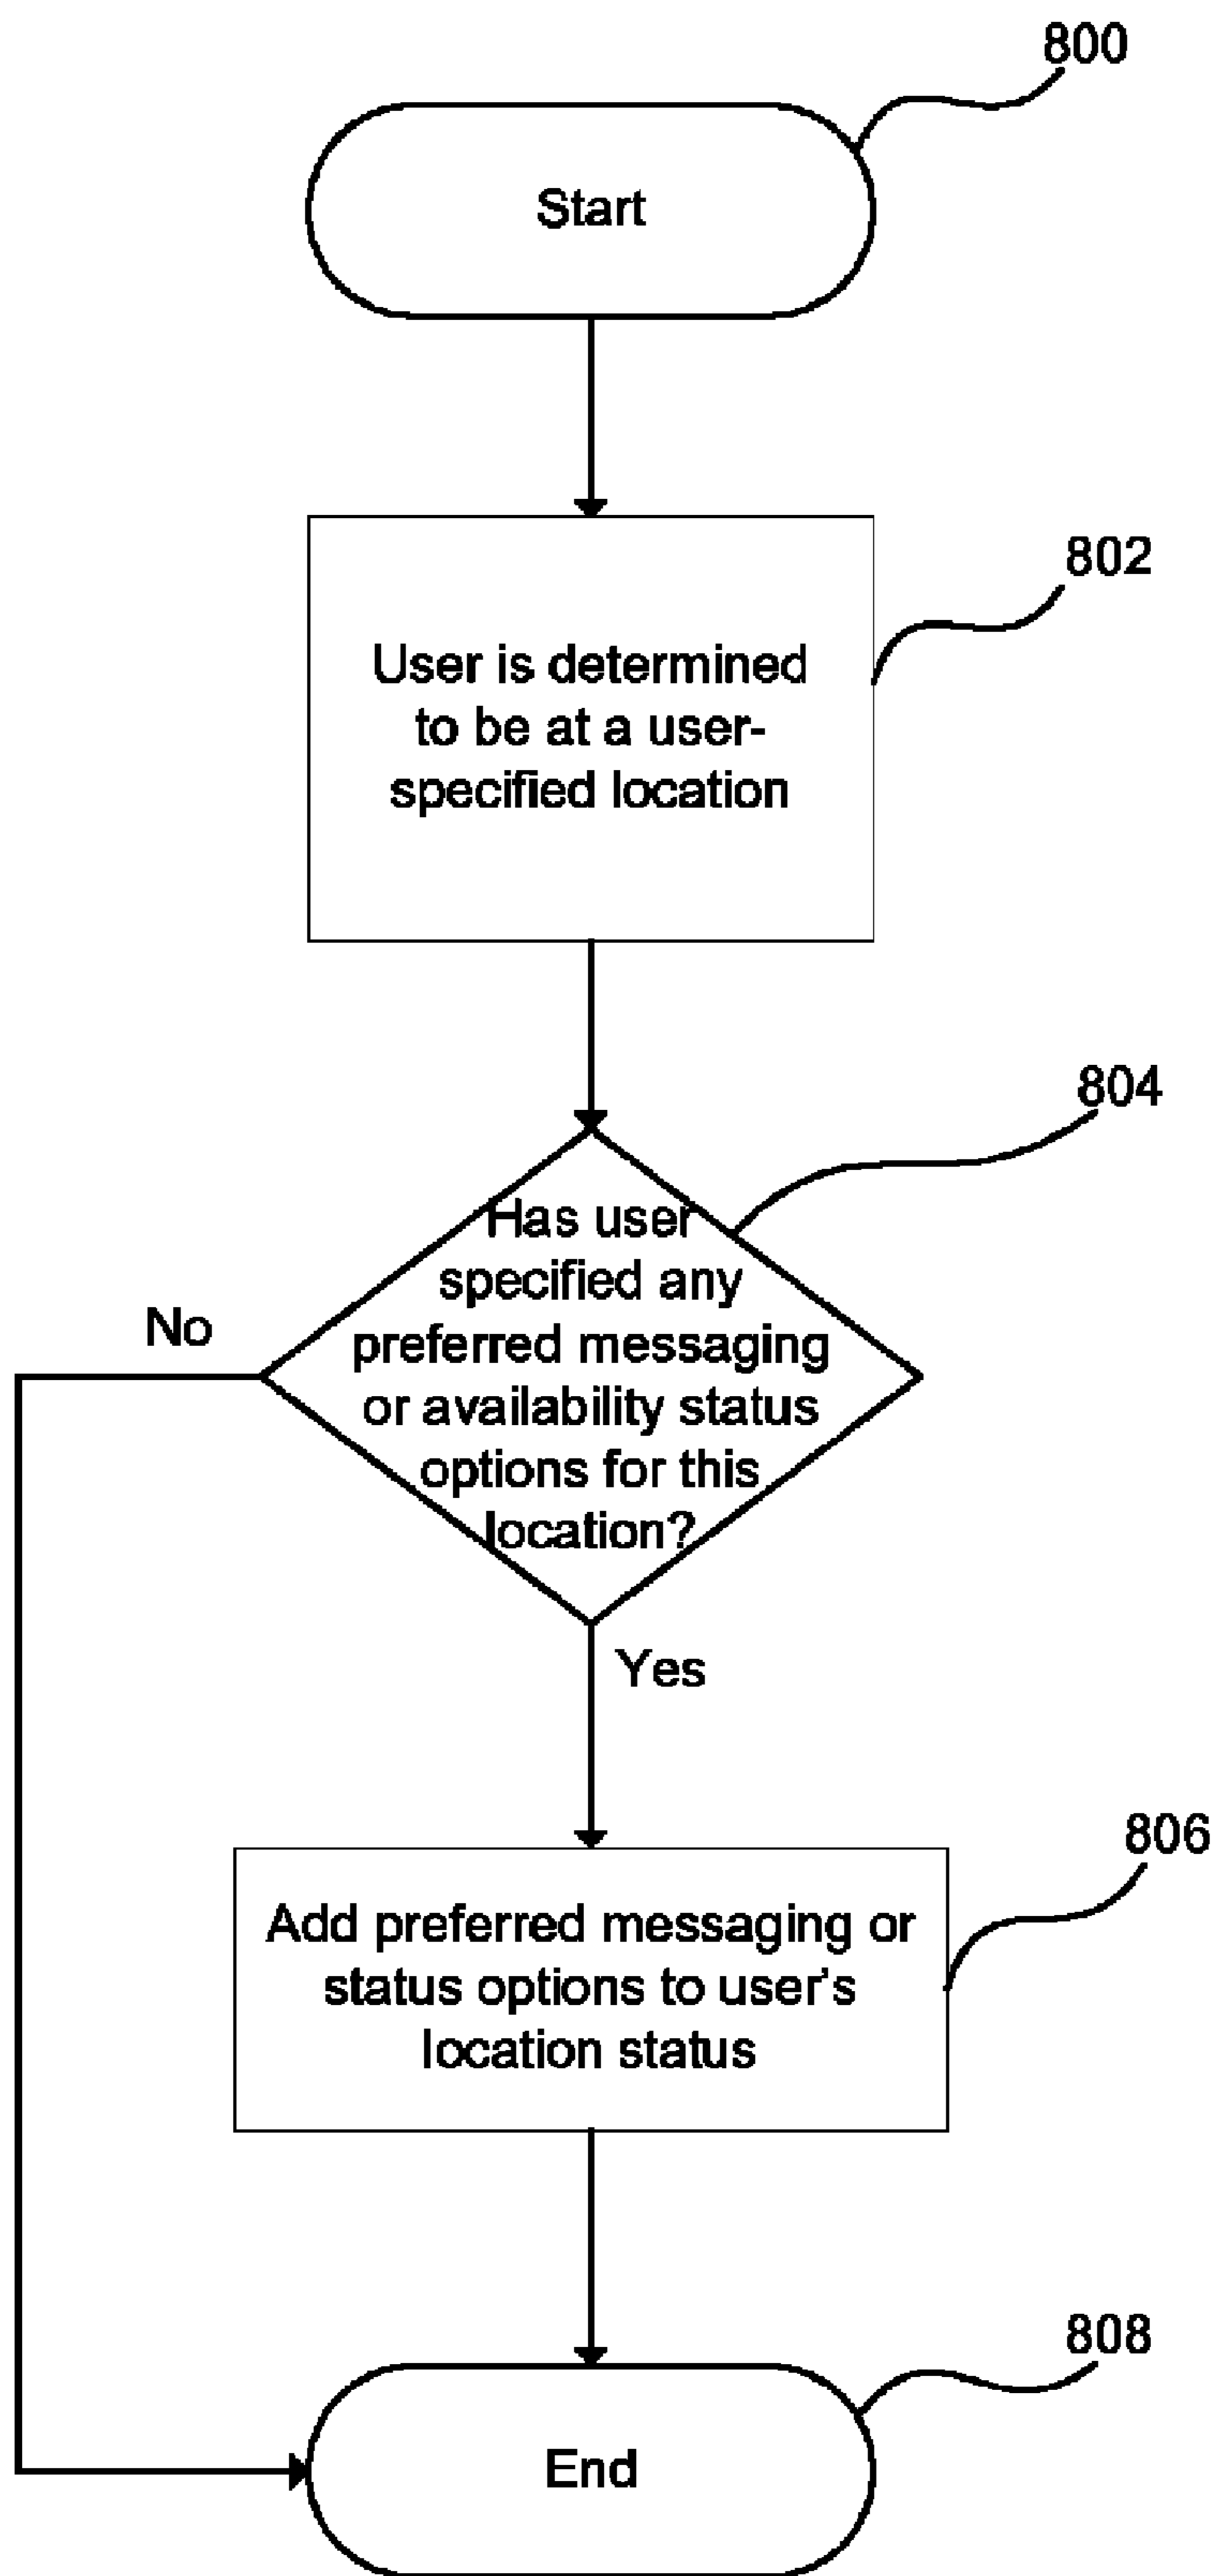 800
Start
802
User is determined
to be at a user-
specified location
804
Has user
specified any
preferred messaging
or availability status
options for this
location?
No
Yes
806
Add preferred messaging or
status options to user's
location status
808
End